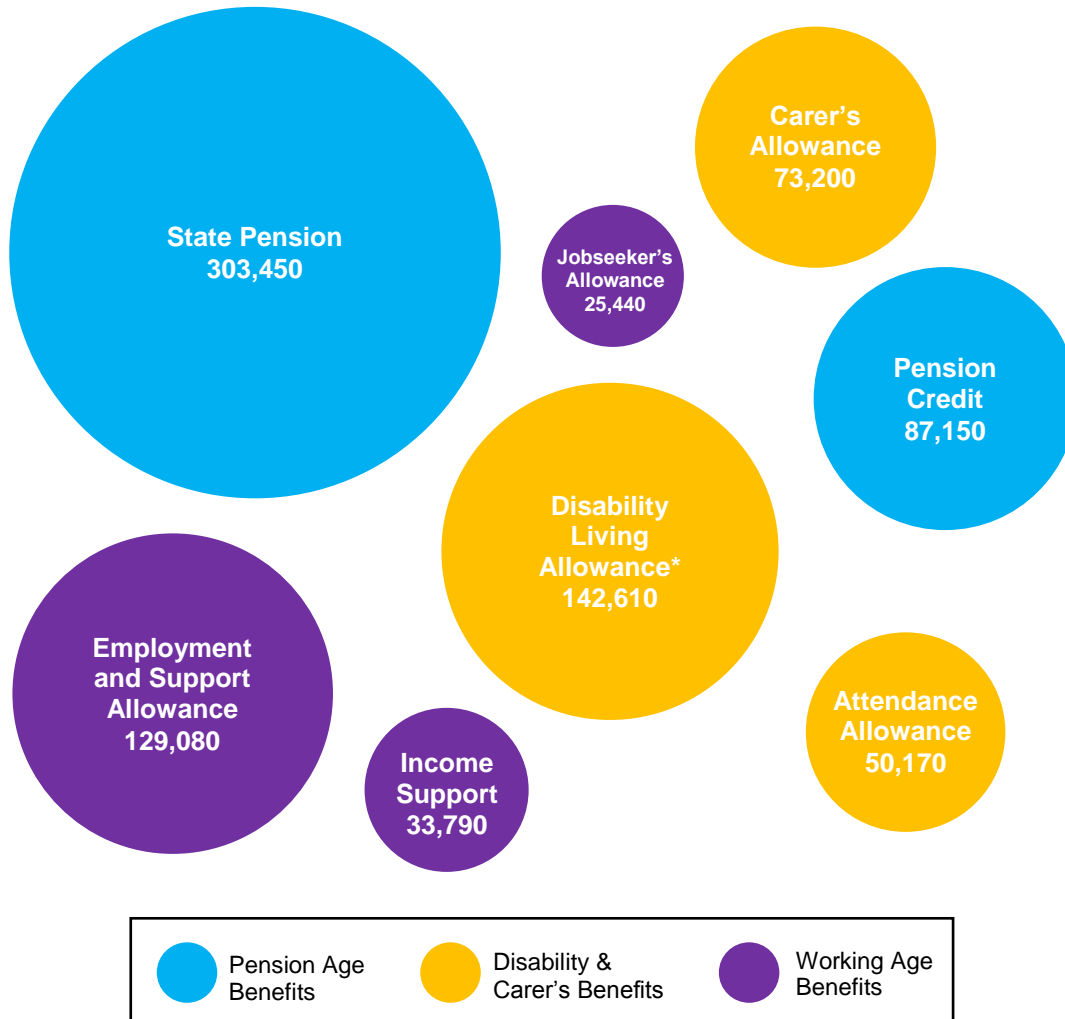 State Pension
303,450
Carer’s
Allowance
73,200
Jobseeker’s
Allowance
25,440
Pension
Credit
87,150
Disability
Living
Allowance*
142,610
Employment
and Support
Allowance
129,080
Income
Support
33,790
Attendance
Allowance
50,170
Pension Age
Benefits
Disability &
Carer’s Benefits
Working Age
Benefits